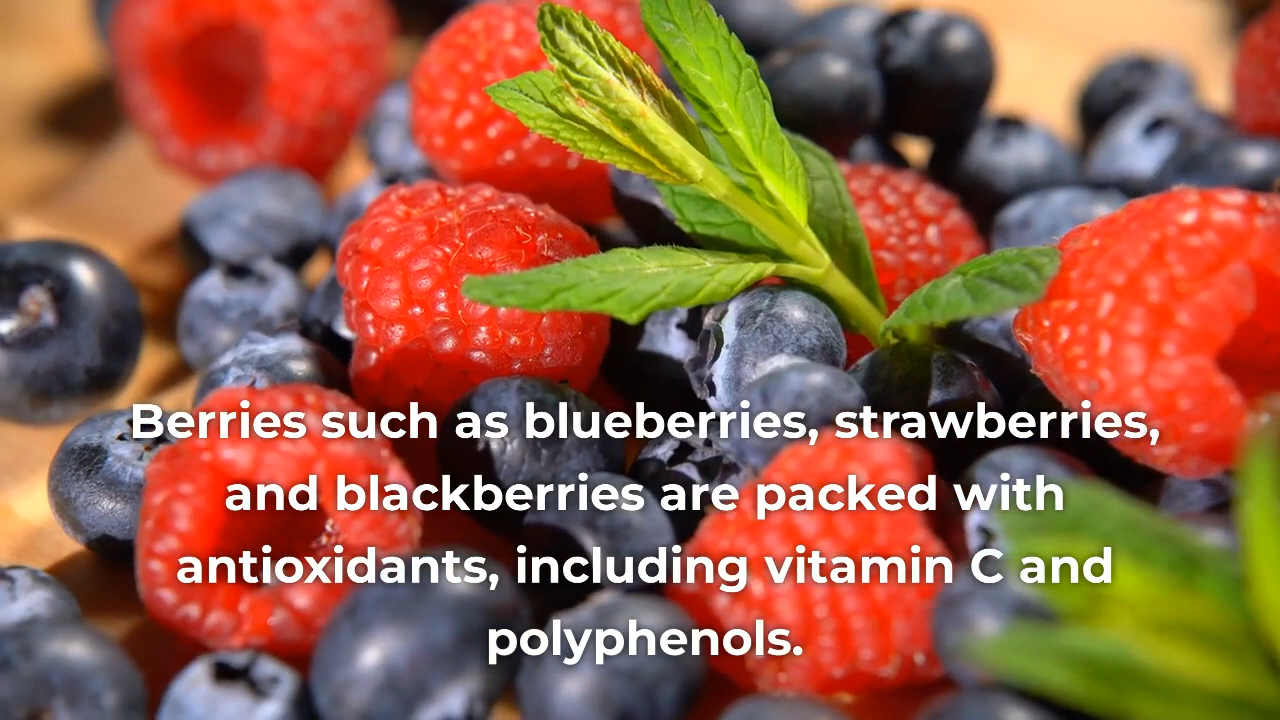 Berries such as blueberries, strawberries,
and blackberries are packed with
antioxidants, including vitamin C and
polyphenols.